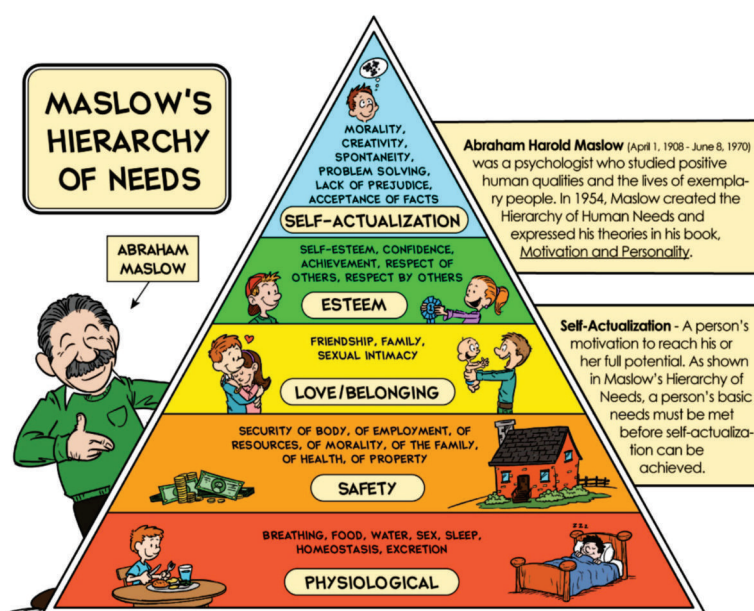 MASLOW'S
HIERARCHY
OF NEEDS
ABRAHAM
MASLOW
MORALITY,
CREATIVITY,
SPONTANEITY,
PROBLEM SOLVING,
LACK OF PREJUDICE,
ACCEPTANCE OF FACTS
SELF-ACTUALIZATION
SELF-ESTEEM, CONFIDENCE,
ACHIEVEMENT, RESPECT OF
OTHERS, RESPECT BY OTHERS
ESTEEM
1
FRIENDSHIP, FAMILY,
SEXUAL INTIMACY
LOVE/BELONGING
SECURITY OF BODY, OF EMPLOYMENT, OF
RESOURCES, OF MORALITY, OF THE FAMILY,
OF HEALTH, OF PROPERTY
SAFETY
BREATHING, FOOD, WATER, SEX, SLEEP,
HOMEOSTASIS, EXCRETION
PHYSIOLOGICAL
ZZZ
Abraham Harold Maslow (April 1, 1908 - June 8, 1970)
was a psychologist who studied positive
human qualities and the lives of exempla-
ry people. In 1954, Maslow created the
Hierarchy of Human Needs and
expressed his theories in his book,
Motivation and Personality.
Self-Actualization - A person's
motivation to reach his or
her full potential. As shown
in Maslow's Hierarchy of
Needs, a person's basic
needs must be met
before self-actualiza-
tion can be
achieved.